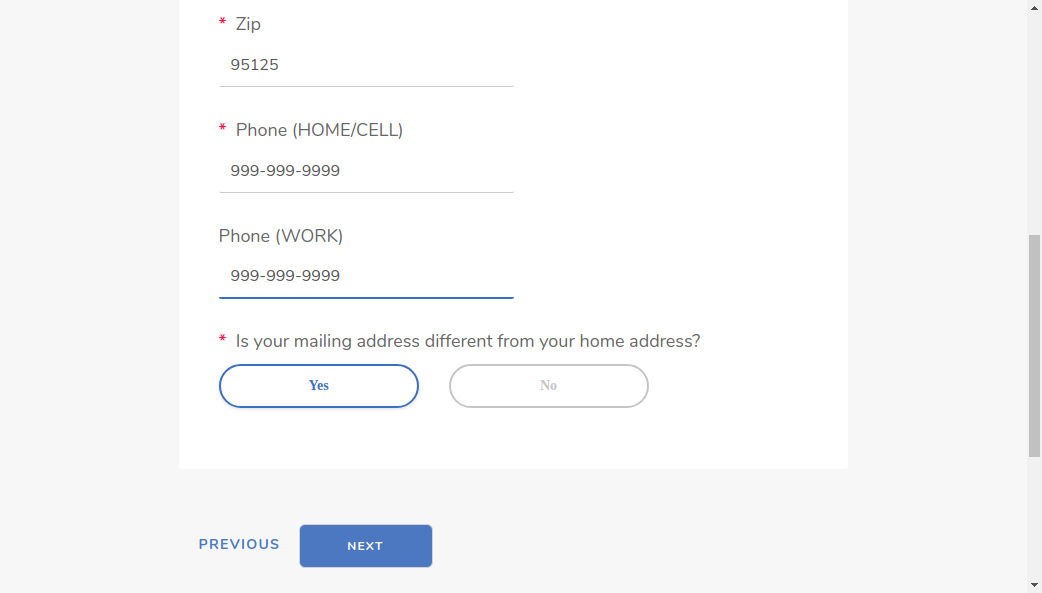 * Zip
95125
* Phone (HOME/CELL)
999-999-9999
Phone (WORK)
999-999-9999
* Is your mailing address different from your home address?
Yes No
PREVIOUS NEXT